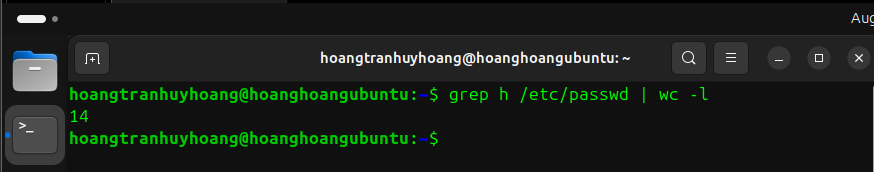 Aug
hoangtranhuyhoang@hoanghoangubuntu: ~
hoangtranhuyhoang@hoanghoangubuntu:~$ grep h /etc/passwd | wc -l
14
hoangtranhuyhoang@hoanghoangubuntu:~$